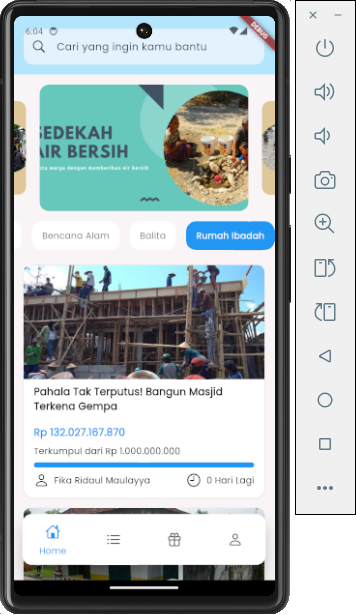 6:04
DEBUG
Cari yang ingin kamu bantu
SEDEKAH
AIR BERSIH
warga dengan memberikan air bersih
Bencana Alam
Balita
Rumah Ibadah
Pahala Tak Terputus! Bangun Masjid
Terkena Gempa
Rp 132.027.167.870
Terkumpul dari Rp 1.000.000.000
Fika Ridaul Maulayya
0 Hari Lagi
Home